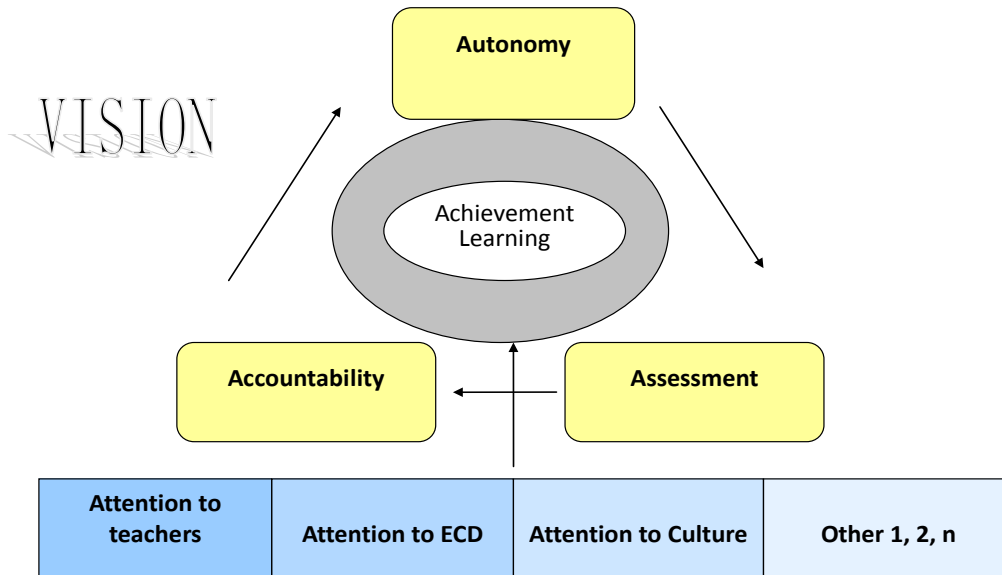 Autonomy
VISION
Achievement
Learning
Accountability
Assessment
Attention to
teachers
Attention to ECD
Attention to Culture
Other 1, 2, n